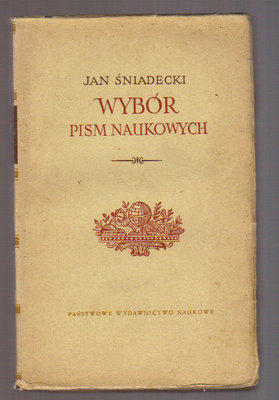 JAN ŚNIADECKI
WYBÓR
PISM NAUKOWYCH
PAŃSTWOWE WYDAWNICTWO NAUKOWE